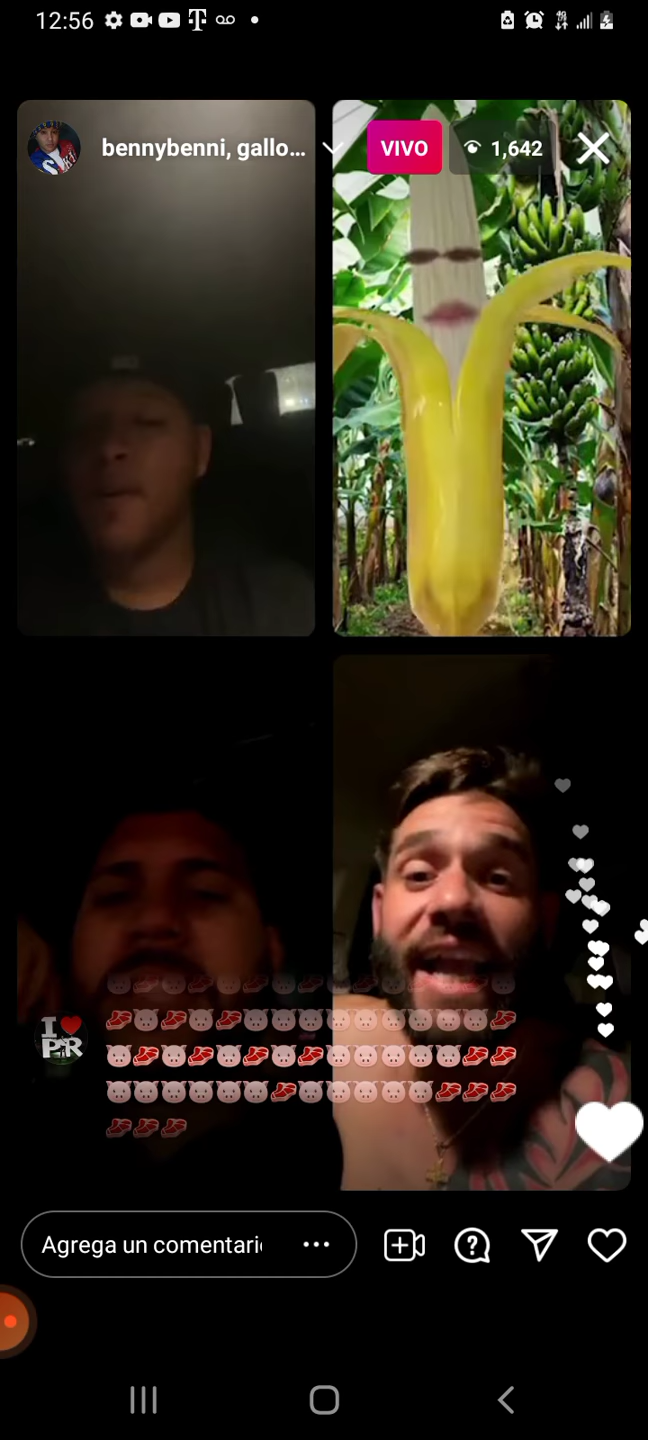 12:56
bennybenni, gallo...
VIVO
1,642
I ❤
PR
Agrega un comentari